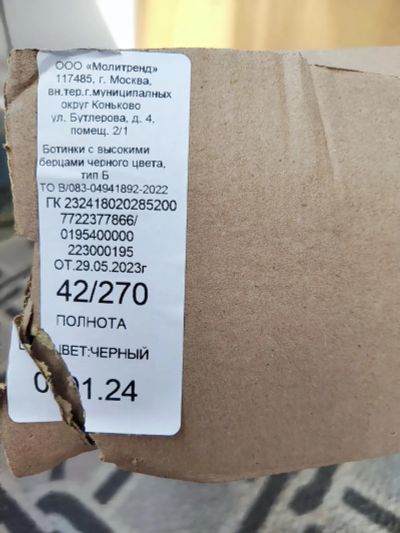 ООО «Молитренд»
117485, г. Москва,
вн.тер.г.муниципалных
округ Коньково
ул. Бутлерова, д. 4,
помещ. 2/1
Ботинки с высокими
берцами черного цвета,
тип Б
ТО В/083-04941892-2022
ГК 232418020285200
7722377866/
0195400000
223000195
ОТ.29.05.2023г
42/270
ПОЛНОТА
ЦВЕТ:ЧЕРНЫЙ
01.24